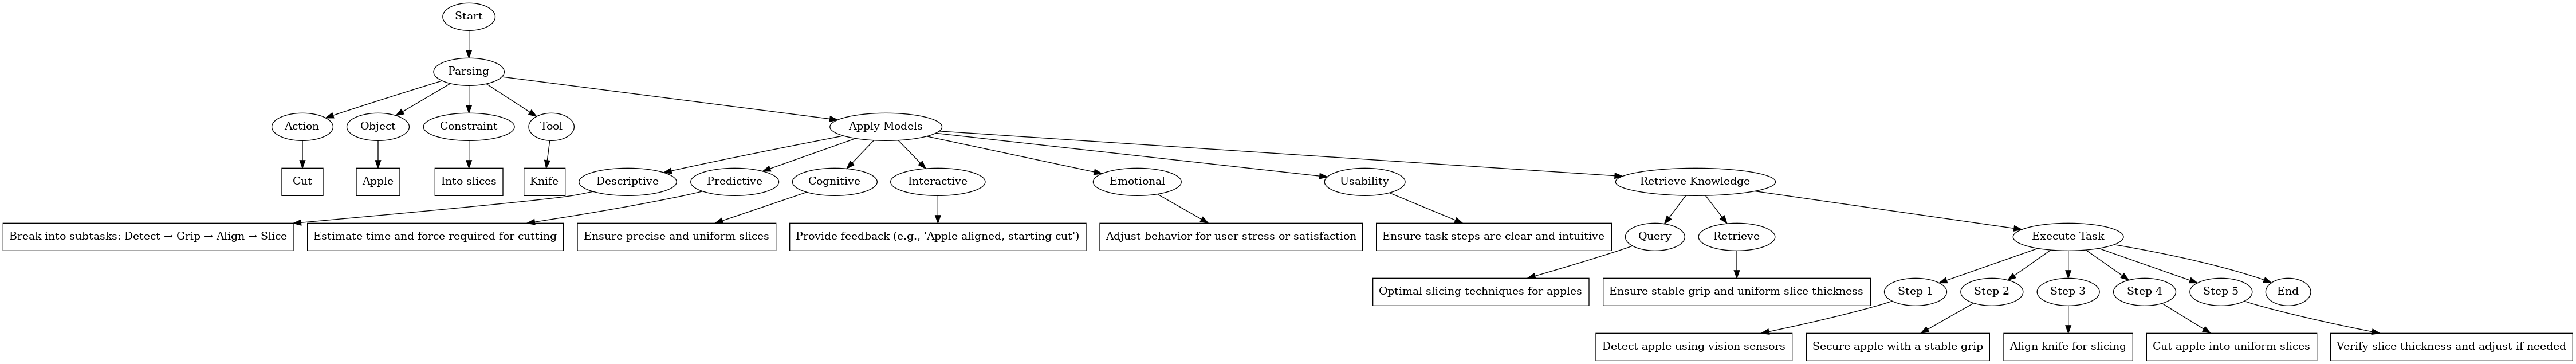 Start
Parsing
Action
Object
Constraint
Tool
Apply Models
Cut
Apple
Into slices
Knife
Descriptive
Predictive
Cognitive
Interactive
Emotional
Usability
Retrieve Knowledge
Break into subtasks: Detect → Grip → Align → Slice
Estimate time and force required for cutting
Ensure precise and uniform slices
Provide feedback (e.g., 'Apple aligned, starting cut')
Adjust behavior for user stress or satisfaction
Ensure task steps are clear and intuitive
Query
Retrieve
Execute Task
Optimal slicing techniques for apples
Ensure stable grip and uniform slice thickness
Step 1
Step 2
Step 3
Step 4
Step 5
End
Detect apple using vision sensors
Secure apple with a stable grip
Align knife for slicing
Cut apple into uniform slices
Verify slice thickness and adjust if needed